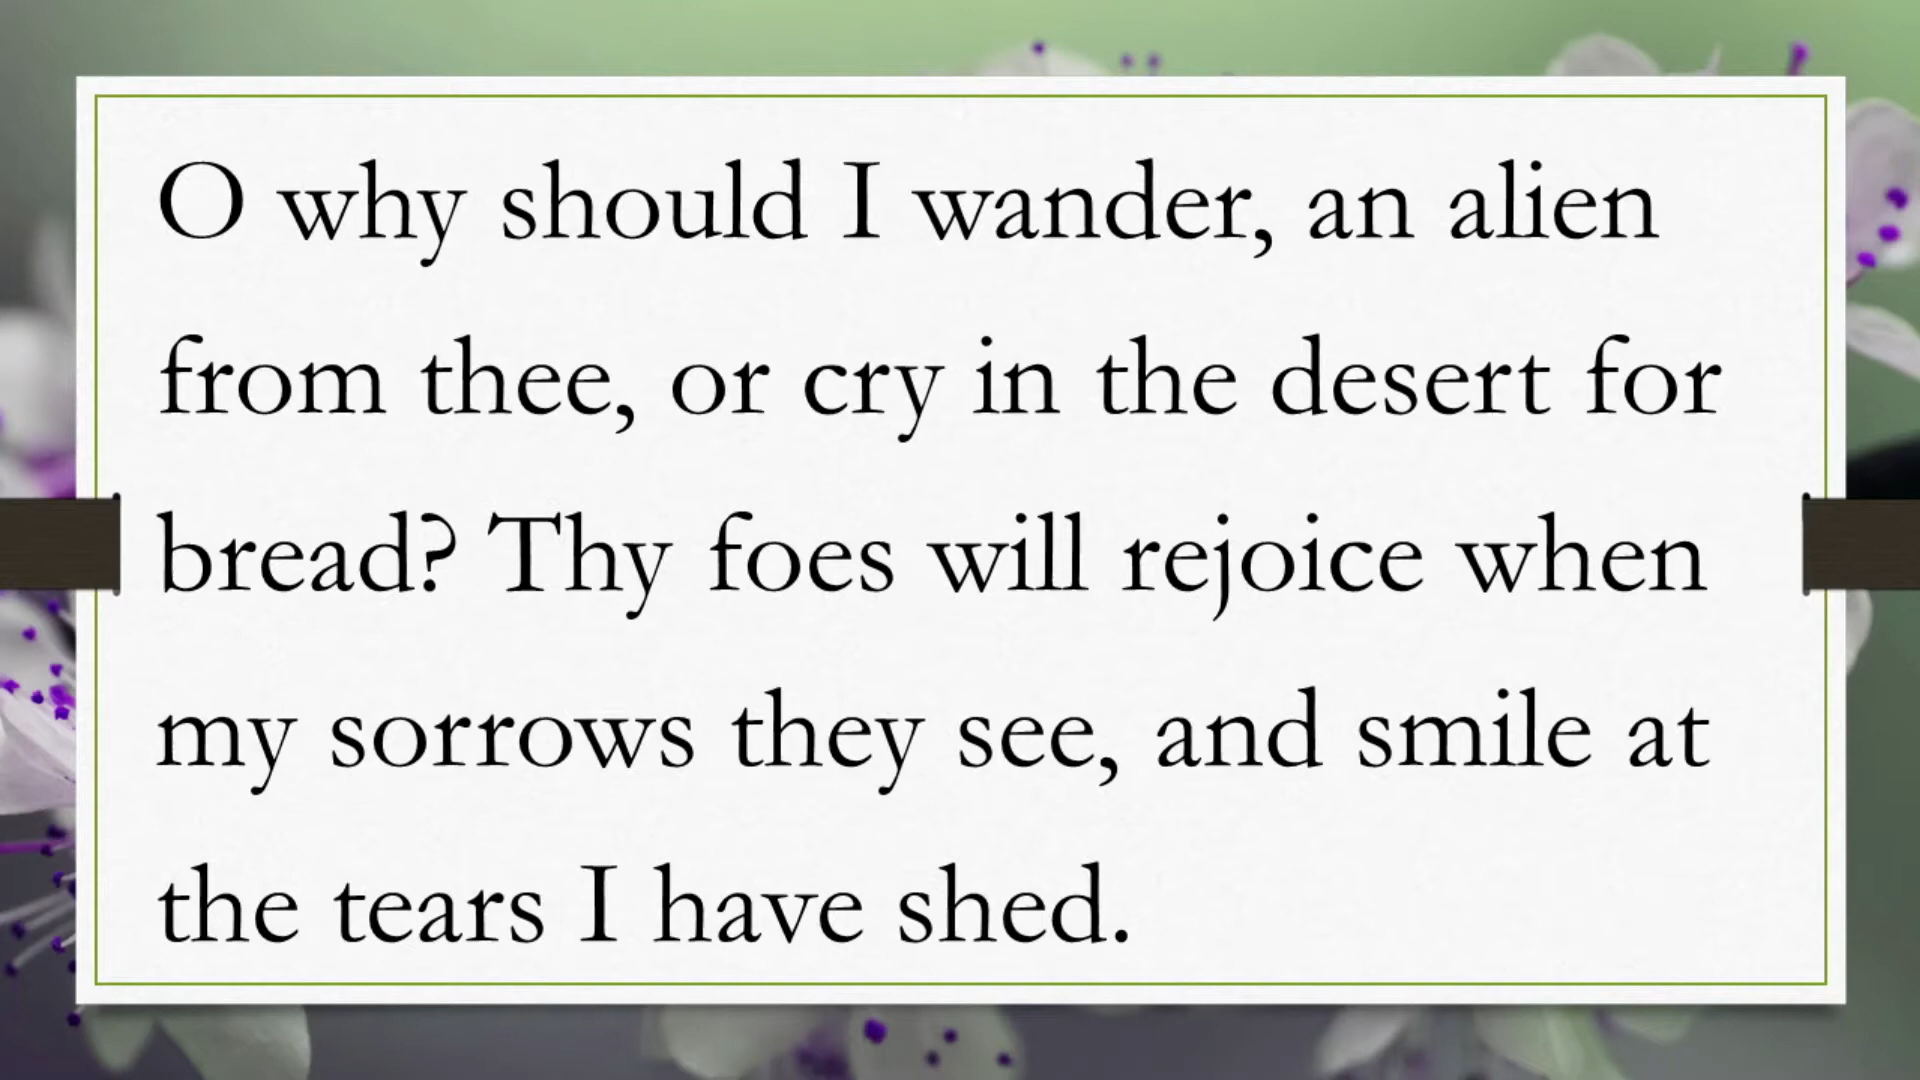 O why should I wander, an alien
from thee, or cry in the desert for
bread? Thy foes will rejoice when
my sorrows they see, and smile at
the tears I have shed.